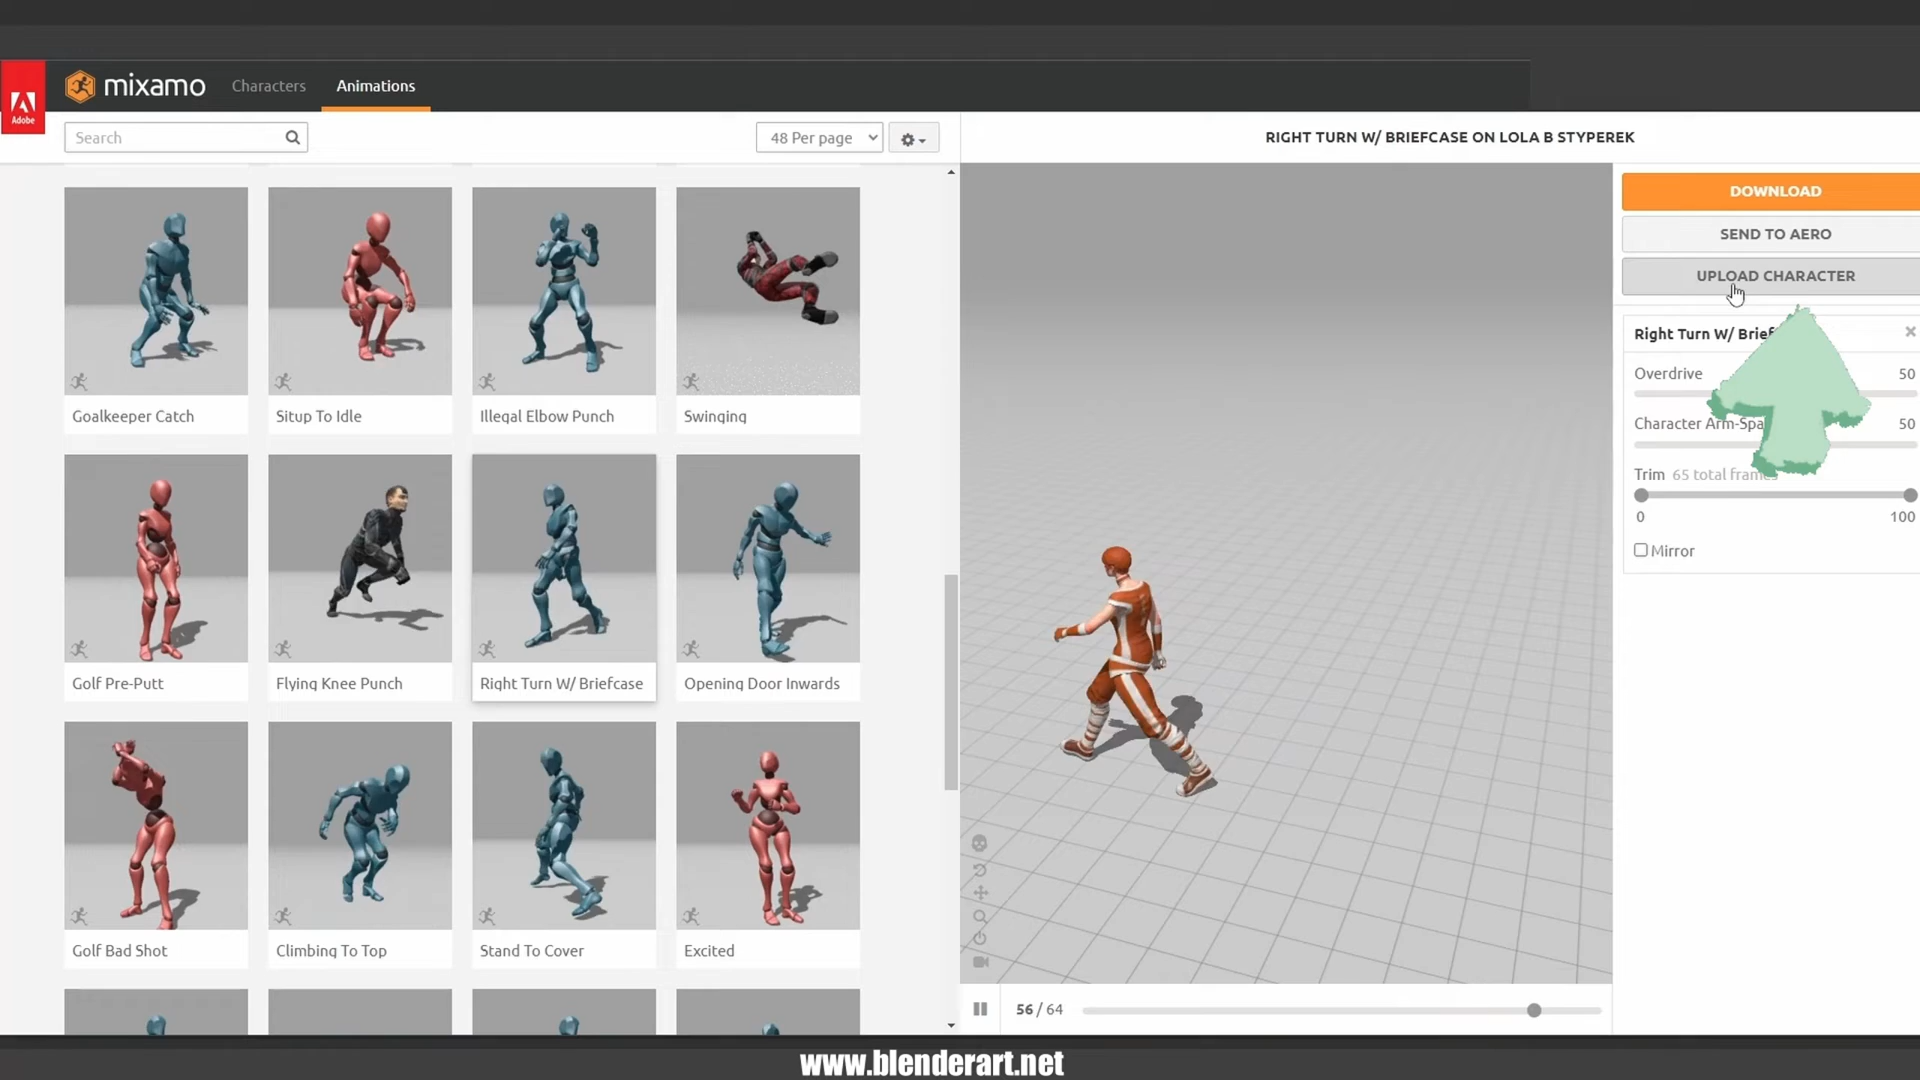 Adobe
mixamo
Characters
Animations
Search
48 Per page
RIGHT TURN W/ BRIEFCASE ON LOLA B STYPEREK
Goalkeeper Catch
Situp To Idle
Illegal Elbow Punch
Swinging
Golf Pre-Putt
Flying Knee Punch
Right Turn W/ Briefcase
Opening Door Inwards
Golf Bad Shot
Climbing To Top
Stand To Cover
Excited
56 / 64
DOWNLOAD
SEND TO AERO
UPLOAD CHARACTER
Right Turn W/ Brief
Overdrive 50
Character Arm-Spa 50
Trim 65 total frame
0 100
Mirror
www.blenderart.net